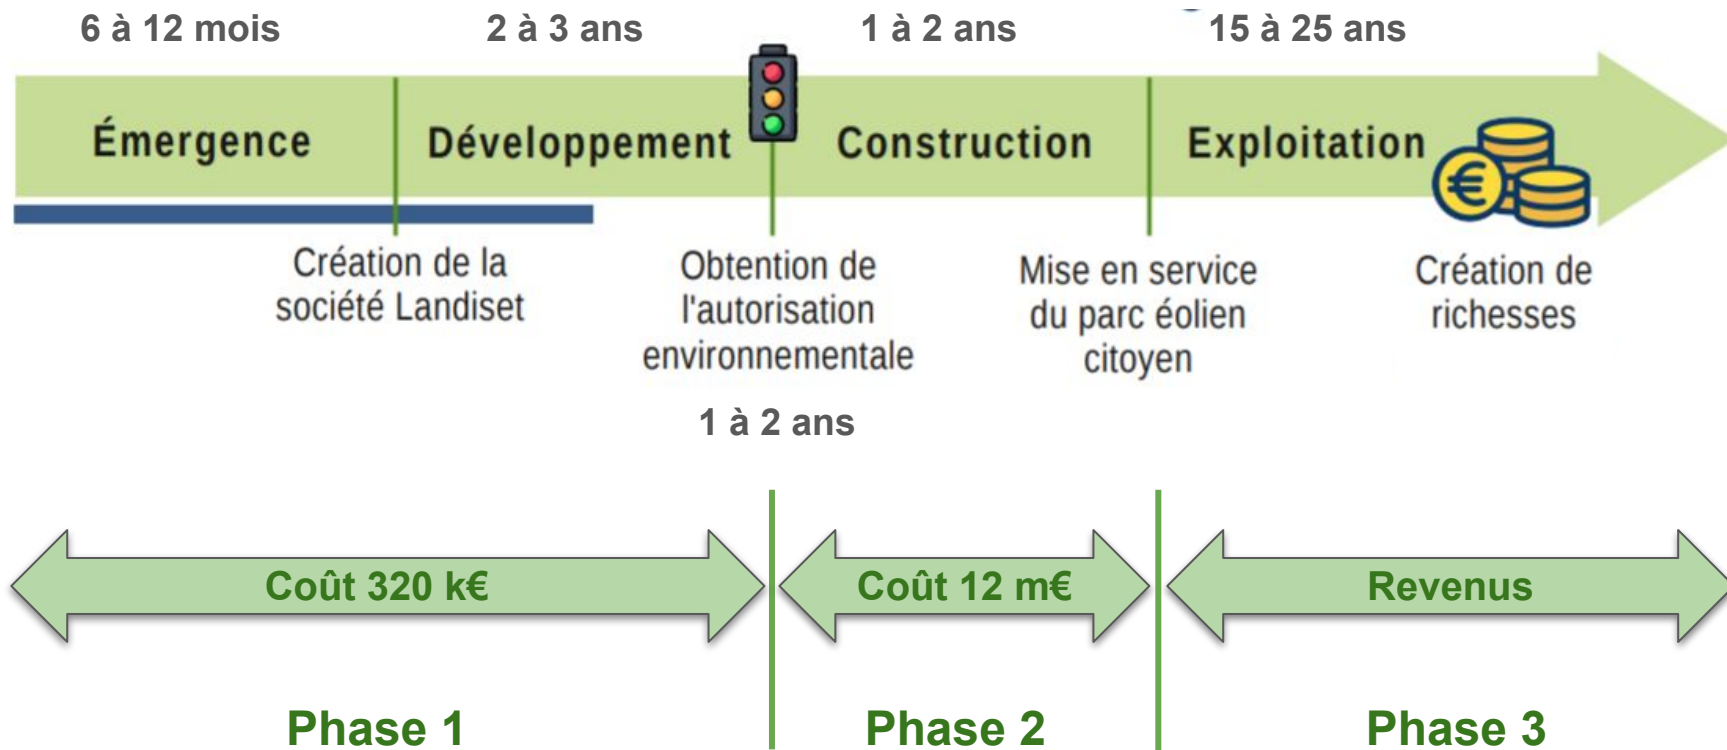 6 à 12 mois
2 à 3 ans
1 à 2 ans
15 à 25 ans
Émergence
Développement
Construction
Exploitation
€
Création de la
société Landiset
Obtention de
l'autorisation
environnementale
Mise en service
du parc éolien
citoyen
Création de
richesses
1 à 2 ans
Coût 320 k€
Coût 12 m€
Revenus
Phase 1
Phase 2
Phase 3